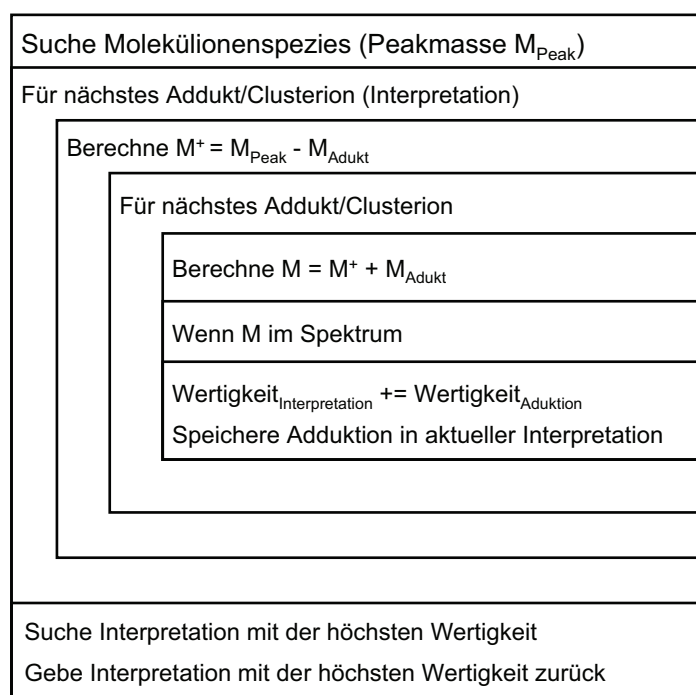 Suche Molekülionenspezies (Peakmasse M_Peak)
Für nächstes Addukt/Clusterion (Interpretation)
Berechne M⁺ = M_Peak - M_Adukt
Für nächstes Addukt/Clusterion
Berechne M = M⁺ + M_Adukt
Wenn M im Spektrum
Wertigkeit_Interpretation += Wertigkeit_Aduktion
Speichere Adduktion in aktueller Interpretation
Suche Interpretation mit der höchsten Wertigkeit
Gebe Interpretation mit der höchsten Wertigkeit zurück